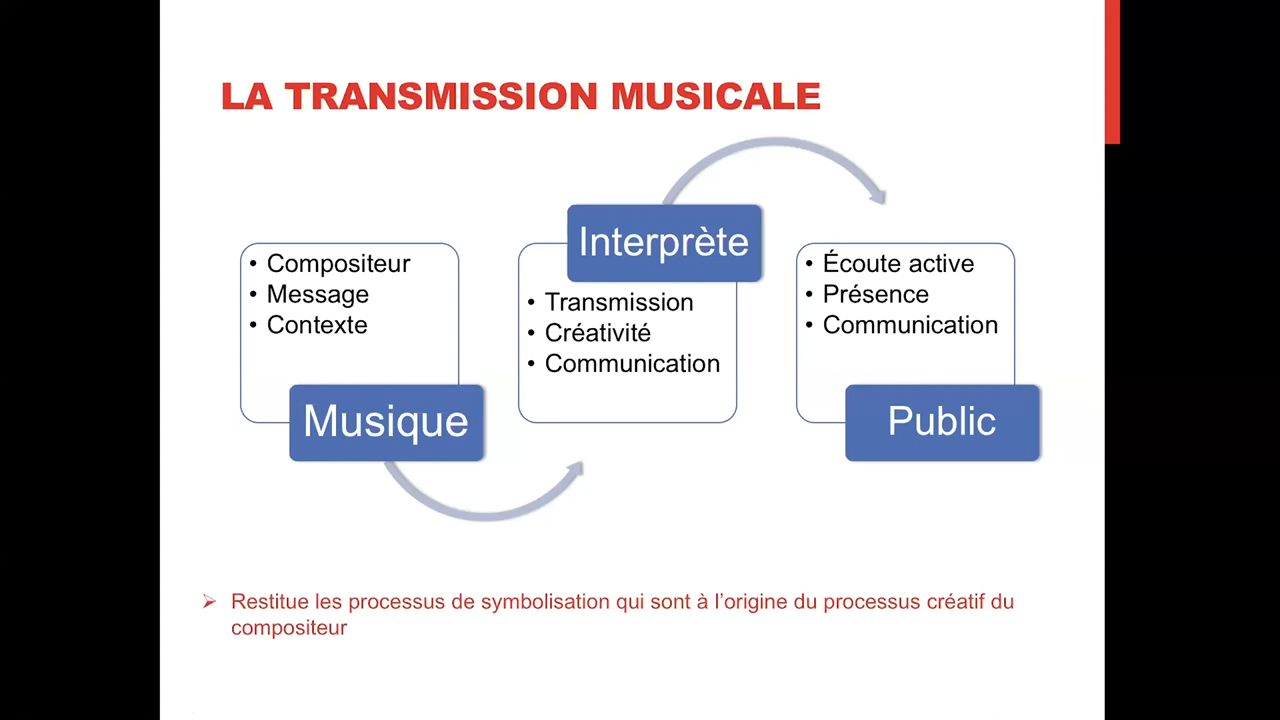 LA TRANSMISSION MUSICALE
• Compositeur
• Message
• Contexte
Musique
Interprète
• Transmission
• Créativité
• Communication
• Écoute active
• Présence
• Communication
Public
➢ Restitue les processus de symbolisation qui sont à l’origine du processus créatif du
compositeur